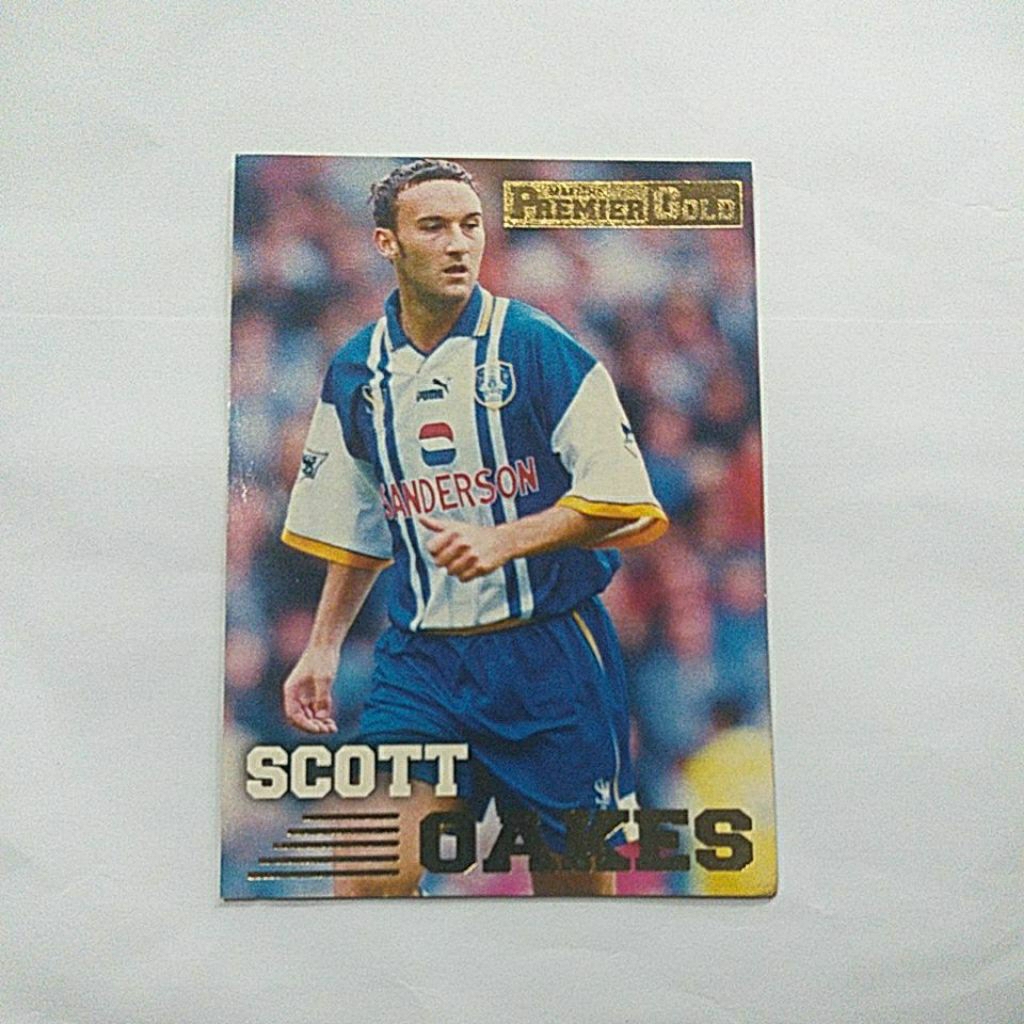 PREMIER GOLD
PUMA
SANDERSON
SCOTT
OAKES